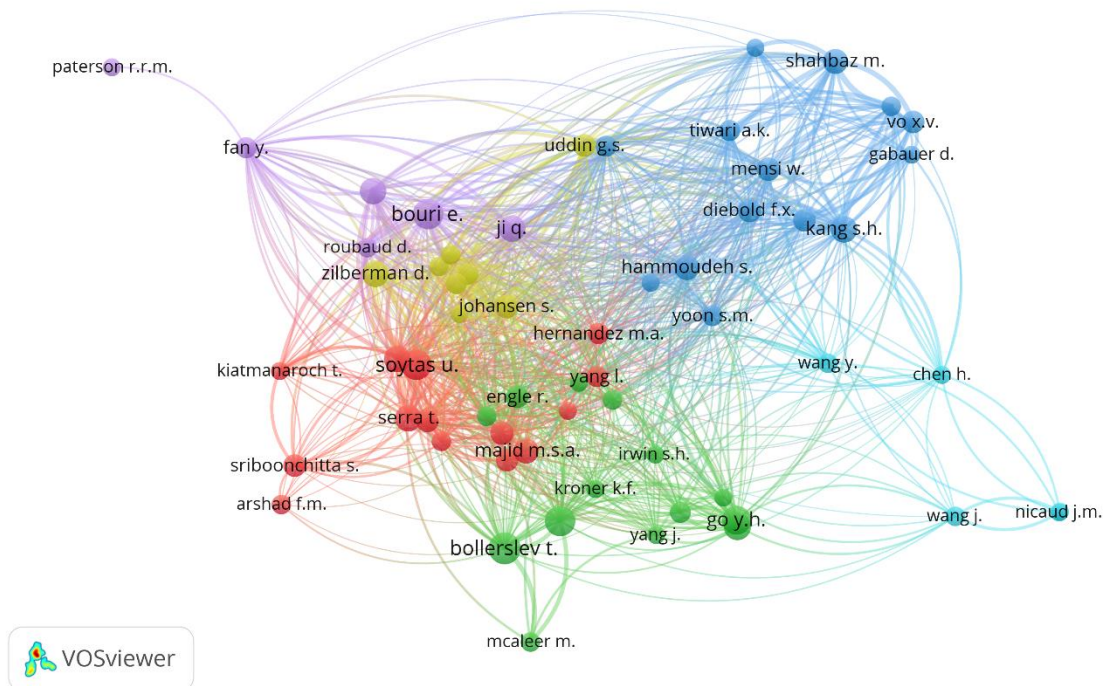 paterson r.r.m.
shahbaz m.
vo x.v.
tiwari a.k.
fan y.
uddin g.s.
gabauer d.
mensi w.
bouri e.
diebold f.x.
ji q.
kang s.h.
roubaud d.
zilberman d.
hammoudeh s.
johansen s.
yoon s.m.
hernandez m.a.
kiatmanaroch t.
soytas u.
wang y.
chen h.
yang l.
engle r.
serra t.
majid m.s.a.
irwin s.h.
sriboonchitta s.
kroner k.f.
arshad f.m.
nicaud j.m.
wang j.
go y.h.
yang j.
bollerslev t.
mcaleer m.
VOSviewer